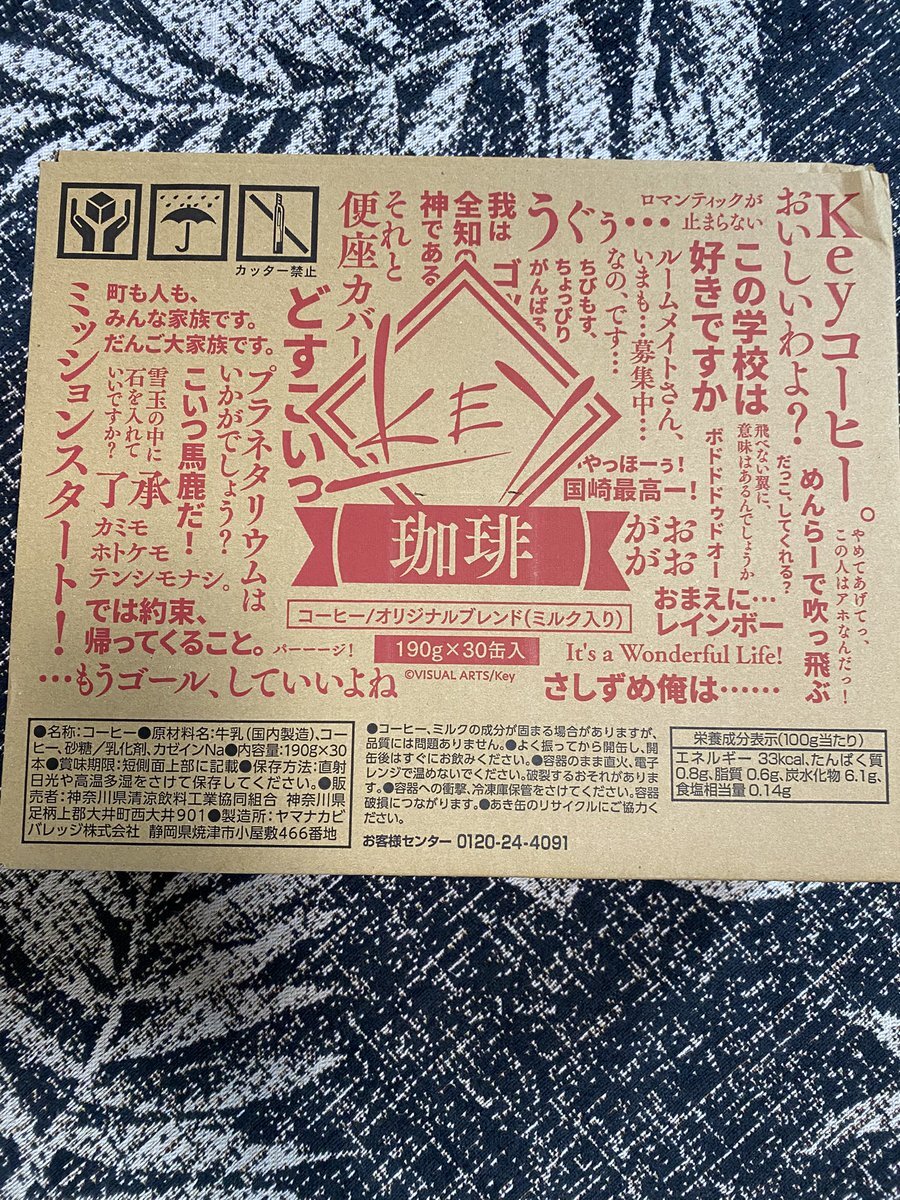 カッター禁止
Keyコーヒー。
おいしいわよ?
ロマンティックが
止まらない
この学校は
好きですか
うぐぅ…
ルームメイトさん、
いまも…募集中…
なの、です…
我は
全知の
神である
ちびもす、
ちょっぴり
がんばる
それと
便座カバー
どすこいっ
町も人も、
みんな家族です。
だんご大家族です。
ミッションスタート!
雪玉の中に
石を入れて
いいですか?
了承
こいつ馬鹿だ!
プラネタリウムは
いかがでしょう?
カミモ
ホトケモ
テンシモナシ。
では約束、
帰ってくること。
パーーージ!
…もうゴール、していいよね
KEY
珈琲
やっほーぅ!
国崎最高ー!
ボドドドゥドオー
飛べない翼に、
意味はあるんでしょうか
だっこ、してくれる?
めんらーで吹っ飛ぶ
やめてあげてっ、
この人はアホなんだっ!
がお
がお
おまえに…
レインボー
It's a Wonderful Life!
さしずめ俺は……
コーヒー/オリジナルブレンド(ミルク入り)
190g×30缶入
©VISUAL ARTS/Key
●名称:コーヒー●原材料名:牛乳(国内製造)、コー
ヒー、砂糖/乳化剤、カゼインNa●内容量:190g×30
本●賞味期限:短側面上部に記載●保存方法:直射
日光や高温多湿をさけて保存してください。●販
売者:神奈川県清涼飲料工業協同組合 神奈川県
足柄上郡大井町西大井901●製造所:ヤマナカビ
バレッジ株式会社 静岡県焼津市小屋敷466番地
●コーヒー、ミルクの成分が固まる場合がありますが、
品質には問題ありません。●よく振ってから開缶し、開
缶後はすぐにお飲みください。●容器のまま直火、電子
レンジで温めないでください。破裂するおそれがありま
す。●容器への衝撃、冷凍庫保管をさけてください。容器
破損につながります。●あき缶のリサイクルにご協力く
ださい。
お客様センター 0120-24-4091
栄養成分表示(100g当たり)
エネルギー 33kcal、たんぱく質
0.8g、脂質 0.6g、炭水化物 6.1g、
食塩相当量 0.14g